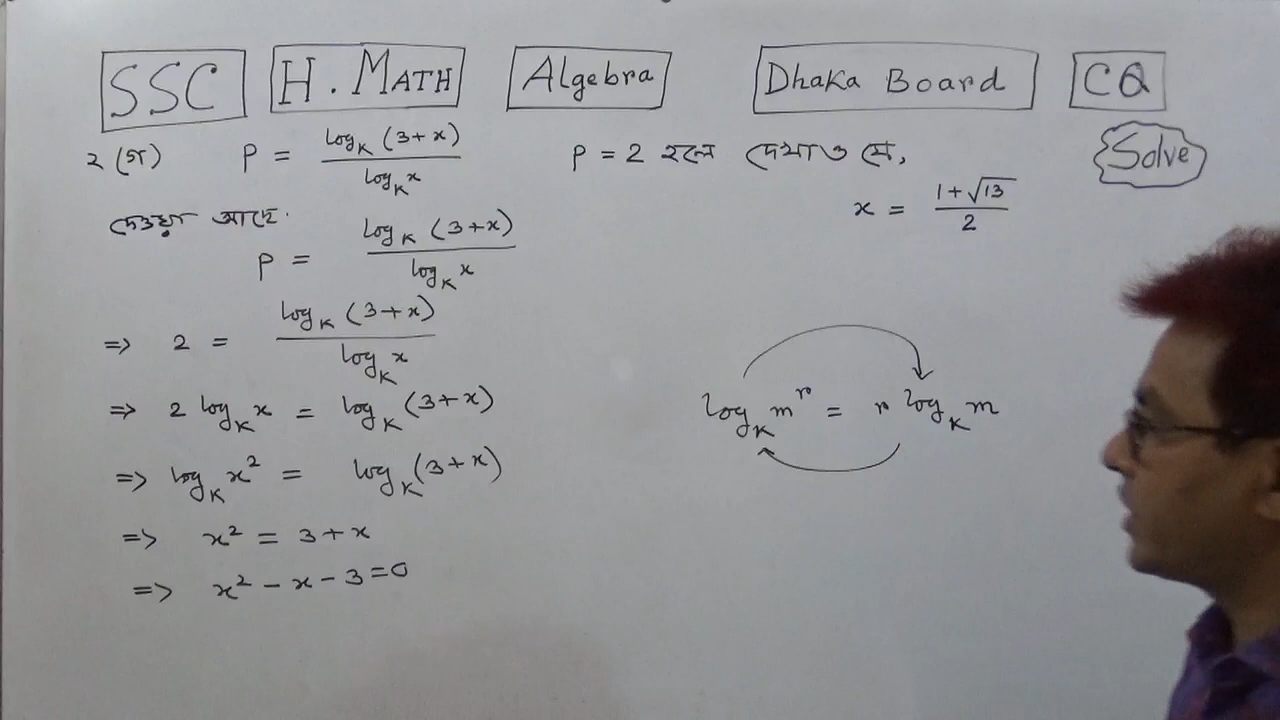 SSC H. MATH Algebra Dhaka Board CQ
২ (গ) P = log_K (3+x) / log_K x P = 2 হলে দেখাও যে, Solve
x = (1+√13) / 2
দেওয়া আছে.
P = log_K (3+x) / log_K x
⇒ 2 = log_K (3+x) / log_K x
⇒ 2 log_K x = log_K (3+x)
log_K m^r = r log_K m
⇒ log_K x² = log_K (3+x)
⇒ x² = 3+x
⇒ x² - x - 3 = 0